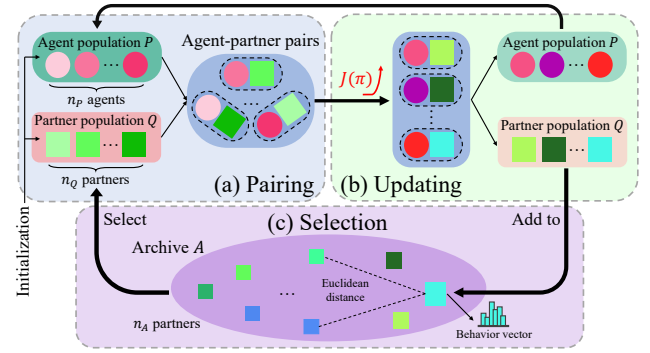 Agent population P
n_P agents
Partner population Q
n_Q partners
Agent-partner pairs
(a) Pairing
J(π)
Agent population P
Partner population Q
(b) Updating
Initialization
Select
Add to
(c) Selection
Archive A
Euclidean
distance
n_A partners
Behavior vector